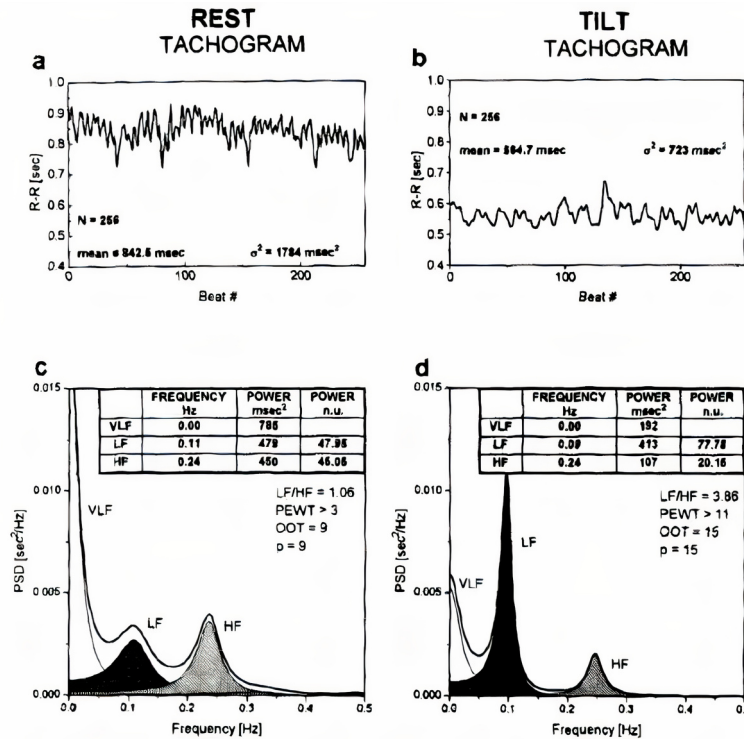 REST
TACHOGRAM
TILT
TACHOGRAM
a
1.0
0.9
0.8
0.7
0.6
0.5
0.4
R-R [sec]
N = 256
mean = 842.5 msec
σ² = 1784 msec²
0
100
200
Beat #
b
1.0
0.9
0.8
0.7
0.6
0.5
0.4
R-R [sec]
N = 256
mean = 564.7 msec
σ² = 723 msec²
0
100
200
Beat #
c
0.015
0.010
0.005
0.000
PSD [sec²/Hz]
FREQUENCY POWER POWER
Hz msec² n.u.
VLF 0.00 785
LF 0.11 479 47.95
HF 0.24 450 45.05
LF/HF = 1.06
PEWT > 3
OOT = 9
p = 9
VLF
LF
HF
0.0 0.1 0.2 0.3 0.4 0.5
Frequency [Hz]
d
0.015
0.010
0.005
0.000
PSD [sec²/Hz]
FREQUENCY POWER POWER
Hz msec² n.u.
VLF 0.00 192
LF 0.09 413 77.78
HF 0.24 107 20.15
LF/HF = 3.86
PEWT > 11
OOT = 15
p = 15
VLF
LF
HF
0.0 0.1 0.2 0.3 0.4 0.5
Frequency [Hz]